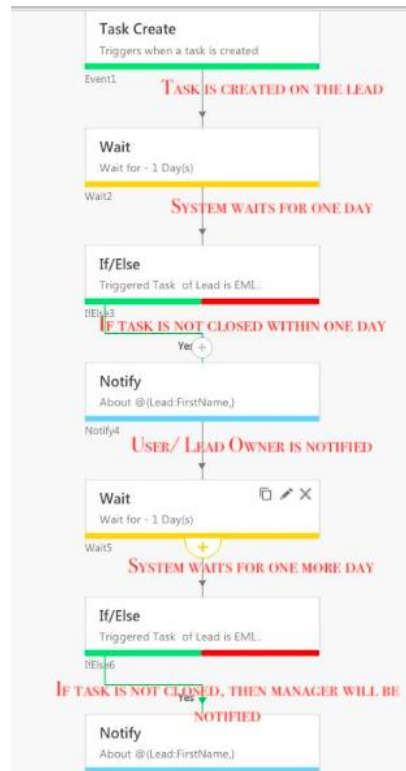 Task Create
Triggers when a task is created
Event1
TASK IS CREATED ON THE LEAD
Wait
Wait for - 1 Day(s)
Wait2
SYSTEM WAITS FOR ONE DAY
If/Else
Triggered Task of Lead is EMI..
IfElse3
IF TASK IS NOT CLOSED WITHIN ONE DAY
Yes
Notify
About @{Lead:FirstName,}
Notify4
USER/ LEAD OWNER IS NOTIFIED
Wait
Wait for - 1 Day(s)
Wait5
SYSTEM WAITS FOR ONE MORE DAY
If/Else
Triggered Task of Lead is EMI..
IfElse6
IF TASK IS NOT CLOSED, THEN MANAGER WILL BE
Yes
NOTIFIED
Notify
About @{Lead:FirstName,}